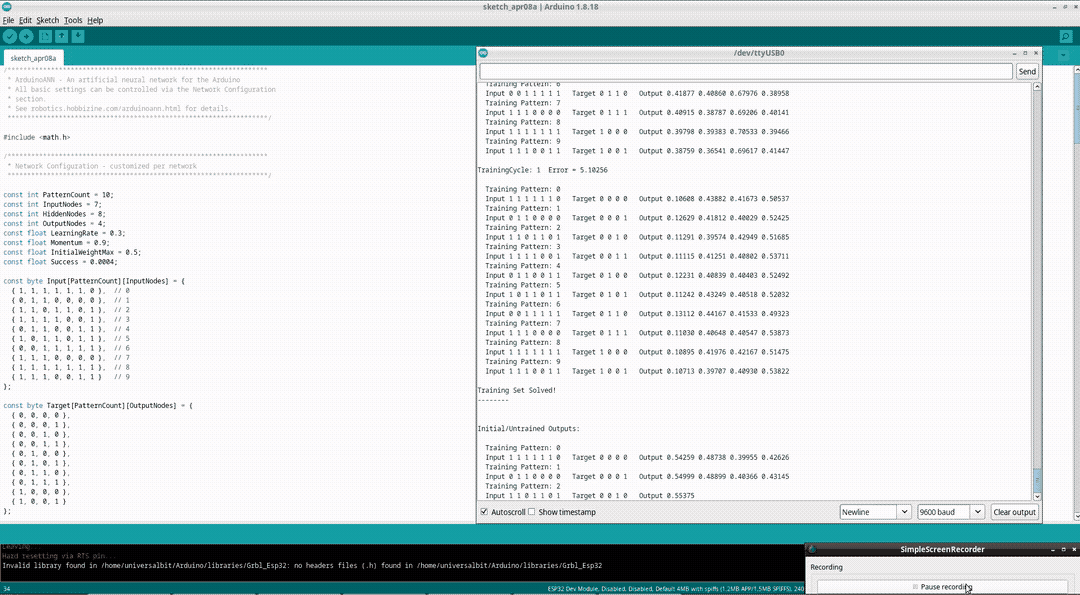 sketch_apr08a | Arduino 1.8.18
File Edit Sketch Tools Help
sketch_apr08a
/******************************************************************
* ArduinoANN - An artificial neural network for the Arduino
* All basic settings can be controlled via the Network Configuration
* section.
* See robotics.hobbizine.com/arduinoann.html for details.
******************************************************************/
#include <math.h>
/******************************************************************
* Network Configuration - customized per network
******************************************************************/
const int PatternCount = 10;
const int InputNodes = 7;
const int HiddenNodes = 8;
const int OutputNodes = 4;
const float LearningRate = 0.3;
const float Momentum = 0.9;
const float InitialWeightMax = 0.5;
const float Success = 0.0004;
const byte Input[PatternCount][InputNodes] = {
{ 1, 1, 1, 1, 1, 1, 0 }, // 0
{ 0, 1, 1, 0, 0, 0, 0 }, // 1
{ 1, 1, 0, 1, 1, 0, 1 }, // 2
{ 1, 1, 1, 1, 0, 0, 1 }, // 3
{ 0, 1, 1, 0, 0, 1, 1 }, // 4
{ 1, 0, 1, 1, 0, 1, 1 }, // 5
{ 0, 0, 1, 1, 1, 1, 1 }, // 6
{ 1, 1, 1, 0, 0, 0, 0 }, // 7
{ 1, 1, 1, 1, 1, 1, 1 }, // 8
{ 1, 1, 1, 0, 0, 1, 1 } // 9
};
const byte Target[PatternCount][OutputNodes] = {
{ 0, 0, 0, 0 },
{ 0, 0, 0, 1 },
{ 0, 0, 1, 0 },
{ 0, 0, 1, 1 },
{ 0, 1, 0, 0 },
{ 0, 1, 0, 1 },
{ 0, 1, 1, 0 },
{ 0, 1, 1, 1 },
{ 1, 0, 0, 0 },
{ 1, 0, 0, 1 }
};
/dev/ttyUSB0
Send
Training Pattern: 6
Input 0 0 1 1 1 1 1 Target 0 1 1 0 Output 0.41877 0.40860 0.67976 0.38958
Training Pattern: 7
Input 1 1 1 0 0 0 0 Target 0 1 1 1 Output 0.40915 0.38787 0.69206 0.40141
Training Pattern: 8
Input 1 1 1 1 1 1 1 Target 1 0 0 0 Output 0.39798 0.39383 0.70533 0.39466
Training Pattern: 9
Input 1 1 1 0 0 1 1 Target 1 0 0 1 Output 0.38759 0.36541 0.69617 0.41447
TrainingCycle: 1 Error = 5.10256
Training Pattern: 0
Input 1 1 1 1 1 1 0 Target 0 0 0 0 Output 0.10608 0.43882 0.41673 0.50537
Training Pattern: 1
Input 0 1 1 0 0 0 0 Target 0 0 0 1 Output 0.12629 0.41812 0.40029 0.52425
Training Pattern: 2
Input 1 1 0 1 1 0 1 Target 0 0 1 0 Output 0.11291 0.39574 0.42949 0.51685
Training Pattern: 3
Input 1 1 1 1 0 0 1 Target 0 0 1 1 Output 0.11115 0.41251 0.40802 0.53711
Training Pattern: 4
Input 0 1 1 0 0 1 1 Target 0 1 0 0 Output 0.12231 0.40839 0.40403 0.52492
Training Pattern: 5
Input 1 0 1 1 0 1 1 Target 0 1 0 1 Output 0.11242 0.43249 0.40518 0.52032
Training Pattern: 6
Input 0 0 1 1 1 1 1 Target 0 1 1 0 Output 0.13112 0.44167 0.41533 0.49323
Training Pattern: 7
Input 1 1 1 0 0 0 0 Target 0 1 1 1 Output 0.11030 0.40648 0.40547 0.53873
Training Pattern: 8
Input 1 1 1 1 1 1 1 Target 1 0 0 0 Output 0.10895 0.41976 0.42167 0.51475
Training Pattern: 9
Input 1 1 1 0 0 1 1 Target 1 0 0 1 Output 0.10713 0.39707 0.40930 0.53822
Training Set Solved!
--------
Initial/Untrained Outputs:
Training Pattern: 0
Input 1 1 1 1 1 1 0 Target 0 0 0 0 Output 0.54259 0.48738 0.39955 0.42626
Training Pattern: 1
Input 0 1 1 0 0 0 0 Target 0 0 0 1 Output 0.54999 0.48899 0.40366 0.43145
Training Pattern: 2
Input 1 1 0 1 1 0 1 Target 0 0 1 0 Output 0.55375
Autoscroll Show timestamp Newline 9600 baud Clear output
Leaving...
Hard resetting via RTS pin...
Invalid library found in /home/universalbit/Arduino/libraries/Grbl_Esp32: no headers files (.h) found in /home/universalbit/Arduino/libraries/Grbl_Esp32
34
ESP32 Dev Module, Disabled, Disabled, Default 4MB with spiffs (1.2MB APP/1.5MB SPIFFS), 240
SimpleScreenRecorder
Recording
Pause recording